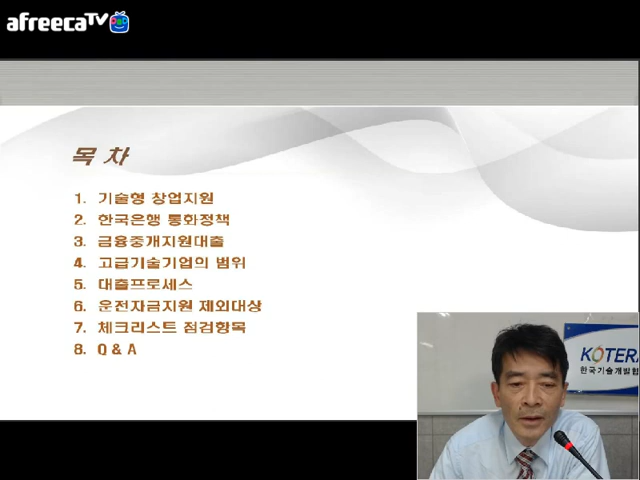 afreecaTV
목 차
1. 기술형 창업지원
2. 한국은행 통화정책
3. 금융중개지원대출
4. 고급기술기업의 범위
5. 대출프로세스
6. 운전자금지원 제외대상
7. 체크리스트 점검항목
8. Q & A
KOTERA
한국기술개발협